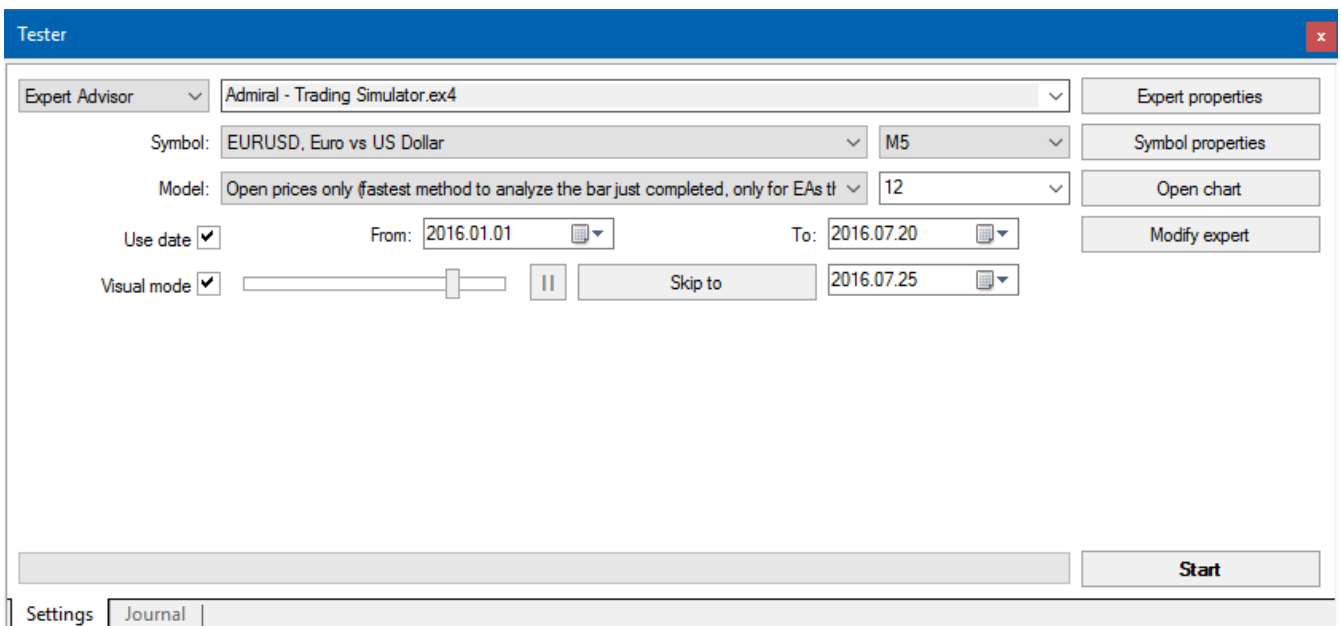 Tester
x
Expert Advisor Admiral - Trading Simulator.ex4 Expert properties
Symbol: EURUSD, Euro vs US Dollar M5 Symbol properties
Model: Open prices only (fastest method to analyze the bar just completed, only for EAs th 12 Open chart
Use date From: 2016.01.01 To: 2016.07.20 Modify expert
Visual mode Skip to 2016.07.25
Start
Settings Journal